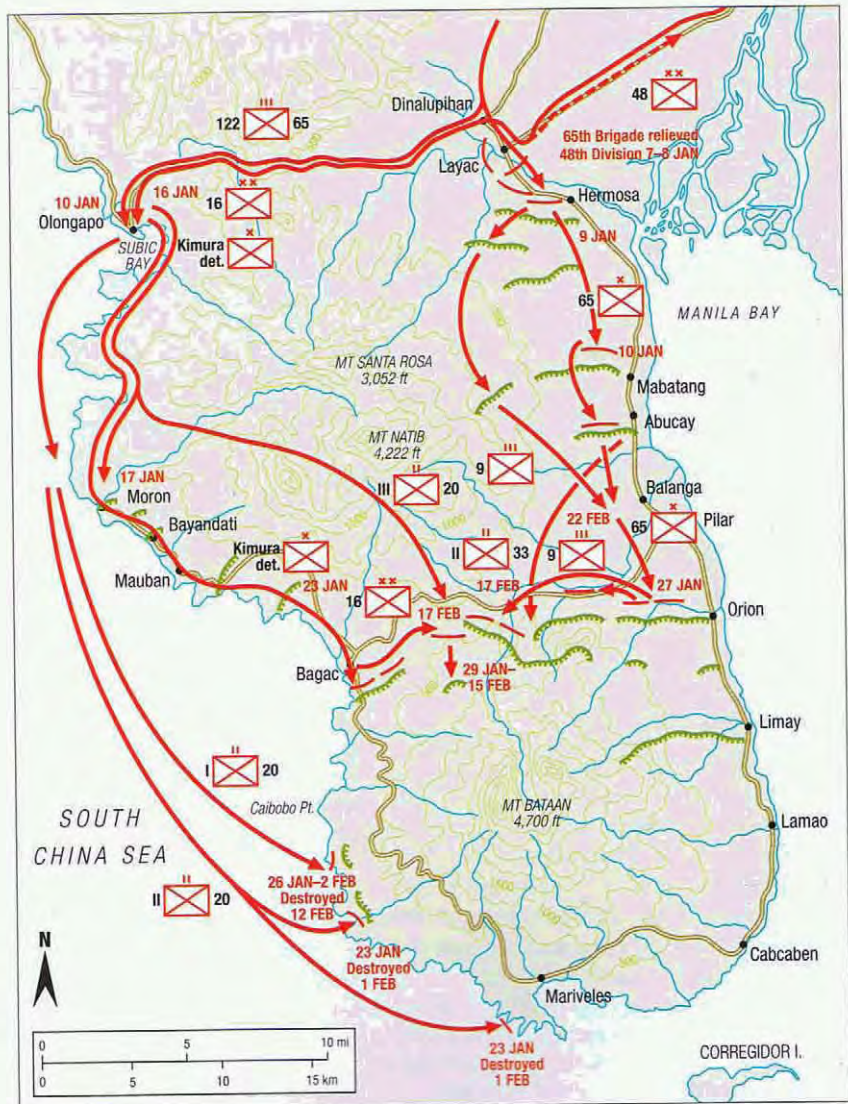 48
Dinalupihan
122 65
65th Brigade relieved
48th Division 7–8 JAN
Layac
Hermosa
16
10 JAN
16 JAN
Olongapo
SUBIC
BAY
Kimura
det.
9 JAN
65
MANILA BAY
MT SANTA ROSA
3,052 ft
10 JAN
Mabatang
Abucay
MT NATIB
4,222 ft
9
III 20
17 JAN
Moron
Balanga
Bayandati
22 FEB
65
Pilar
Kimura
det.
II 33
9
Mauban
23 JAN
16
17 FEB
17 FEB
27 JAN
Orion
Bagac
29 JAN–
15 FEB
Limay
I 20
Caibobo Pt.
MT BATAAN
4,700 ft
SOUTH
CHINA SEA
Lamao
26 JAN–2 FEB
Destroyed
12 FEB
II 20
23 JAN
Destroyed
1 FEB
N
Cabcaben
Mariveles
23 JAN
Destroyed
1 FEB
CORREGIDOR I.
0 5 10 mi
0 5 10 15 km